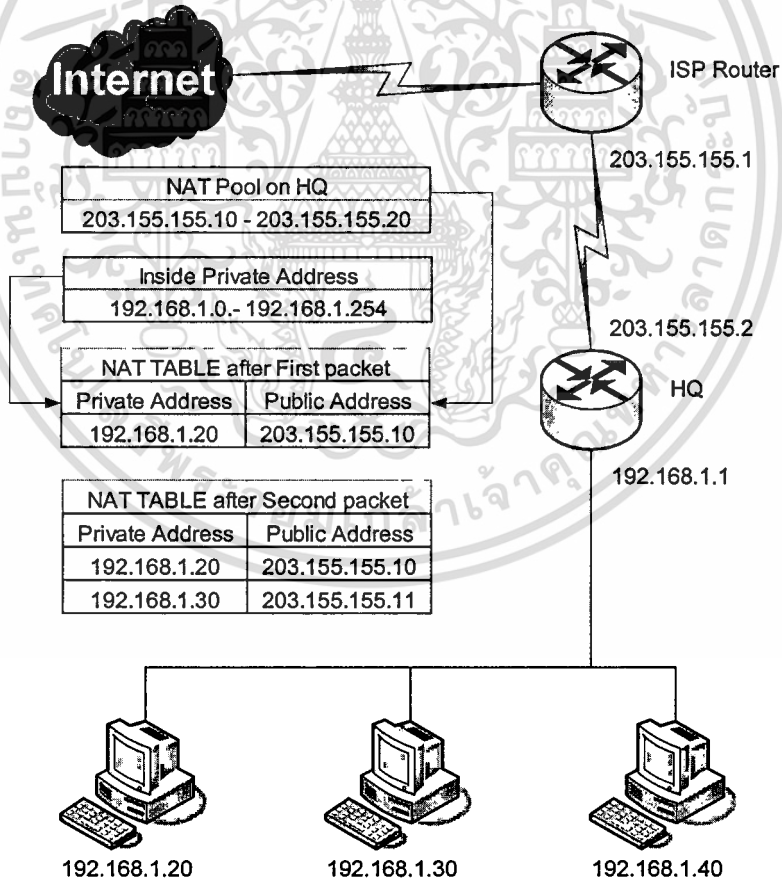 Internet
ISP Router
203.155.155.1
NAT Pool on HQ
203.155.155.10 - 203.155.155.20
Inside Private Address
192.168.1.0.- 192.168.1.254
203.155.155.2
HQ
192.168.1.1
NAT TABLE after First packet
Private Address Public Address
192.168.1.20 203.155.155.10
NAT TABLE after Second packet
Private Address Public Address
192.168.1.20 203.155.155.10
192.168.1.30 203.155.155.11
192.168.1.20 192.168.1.30 192.168.1.40